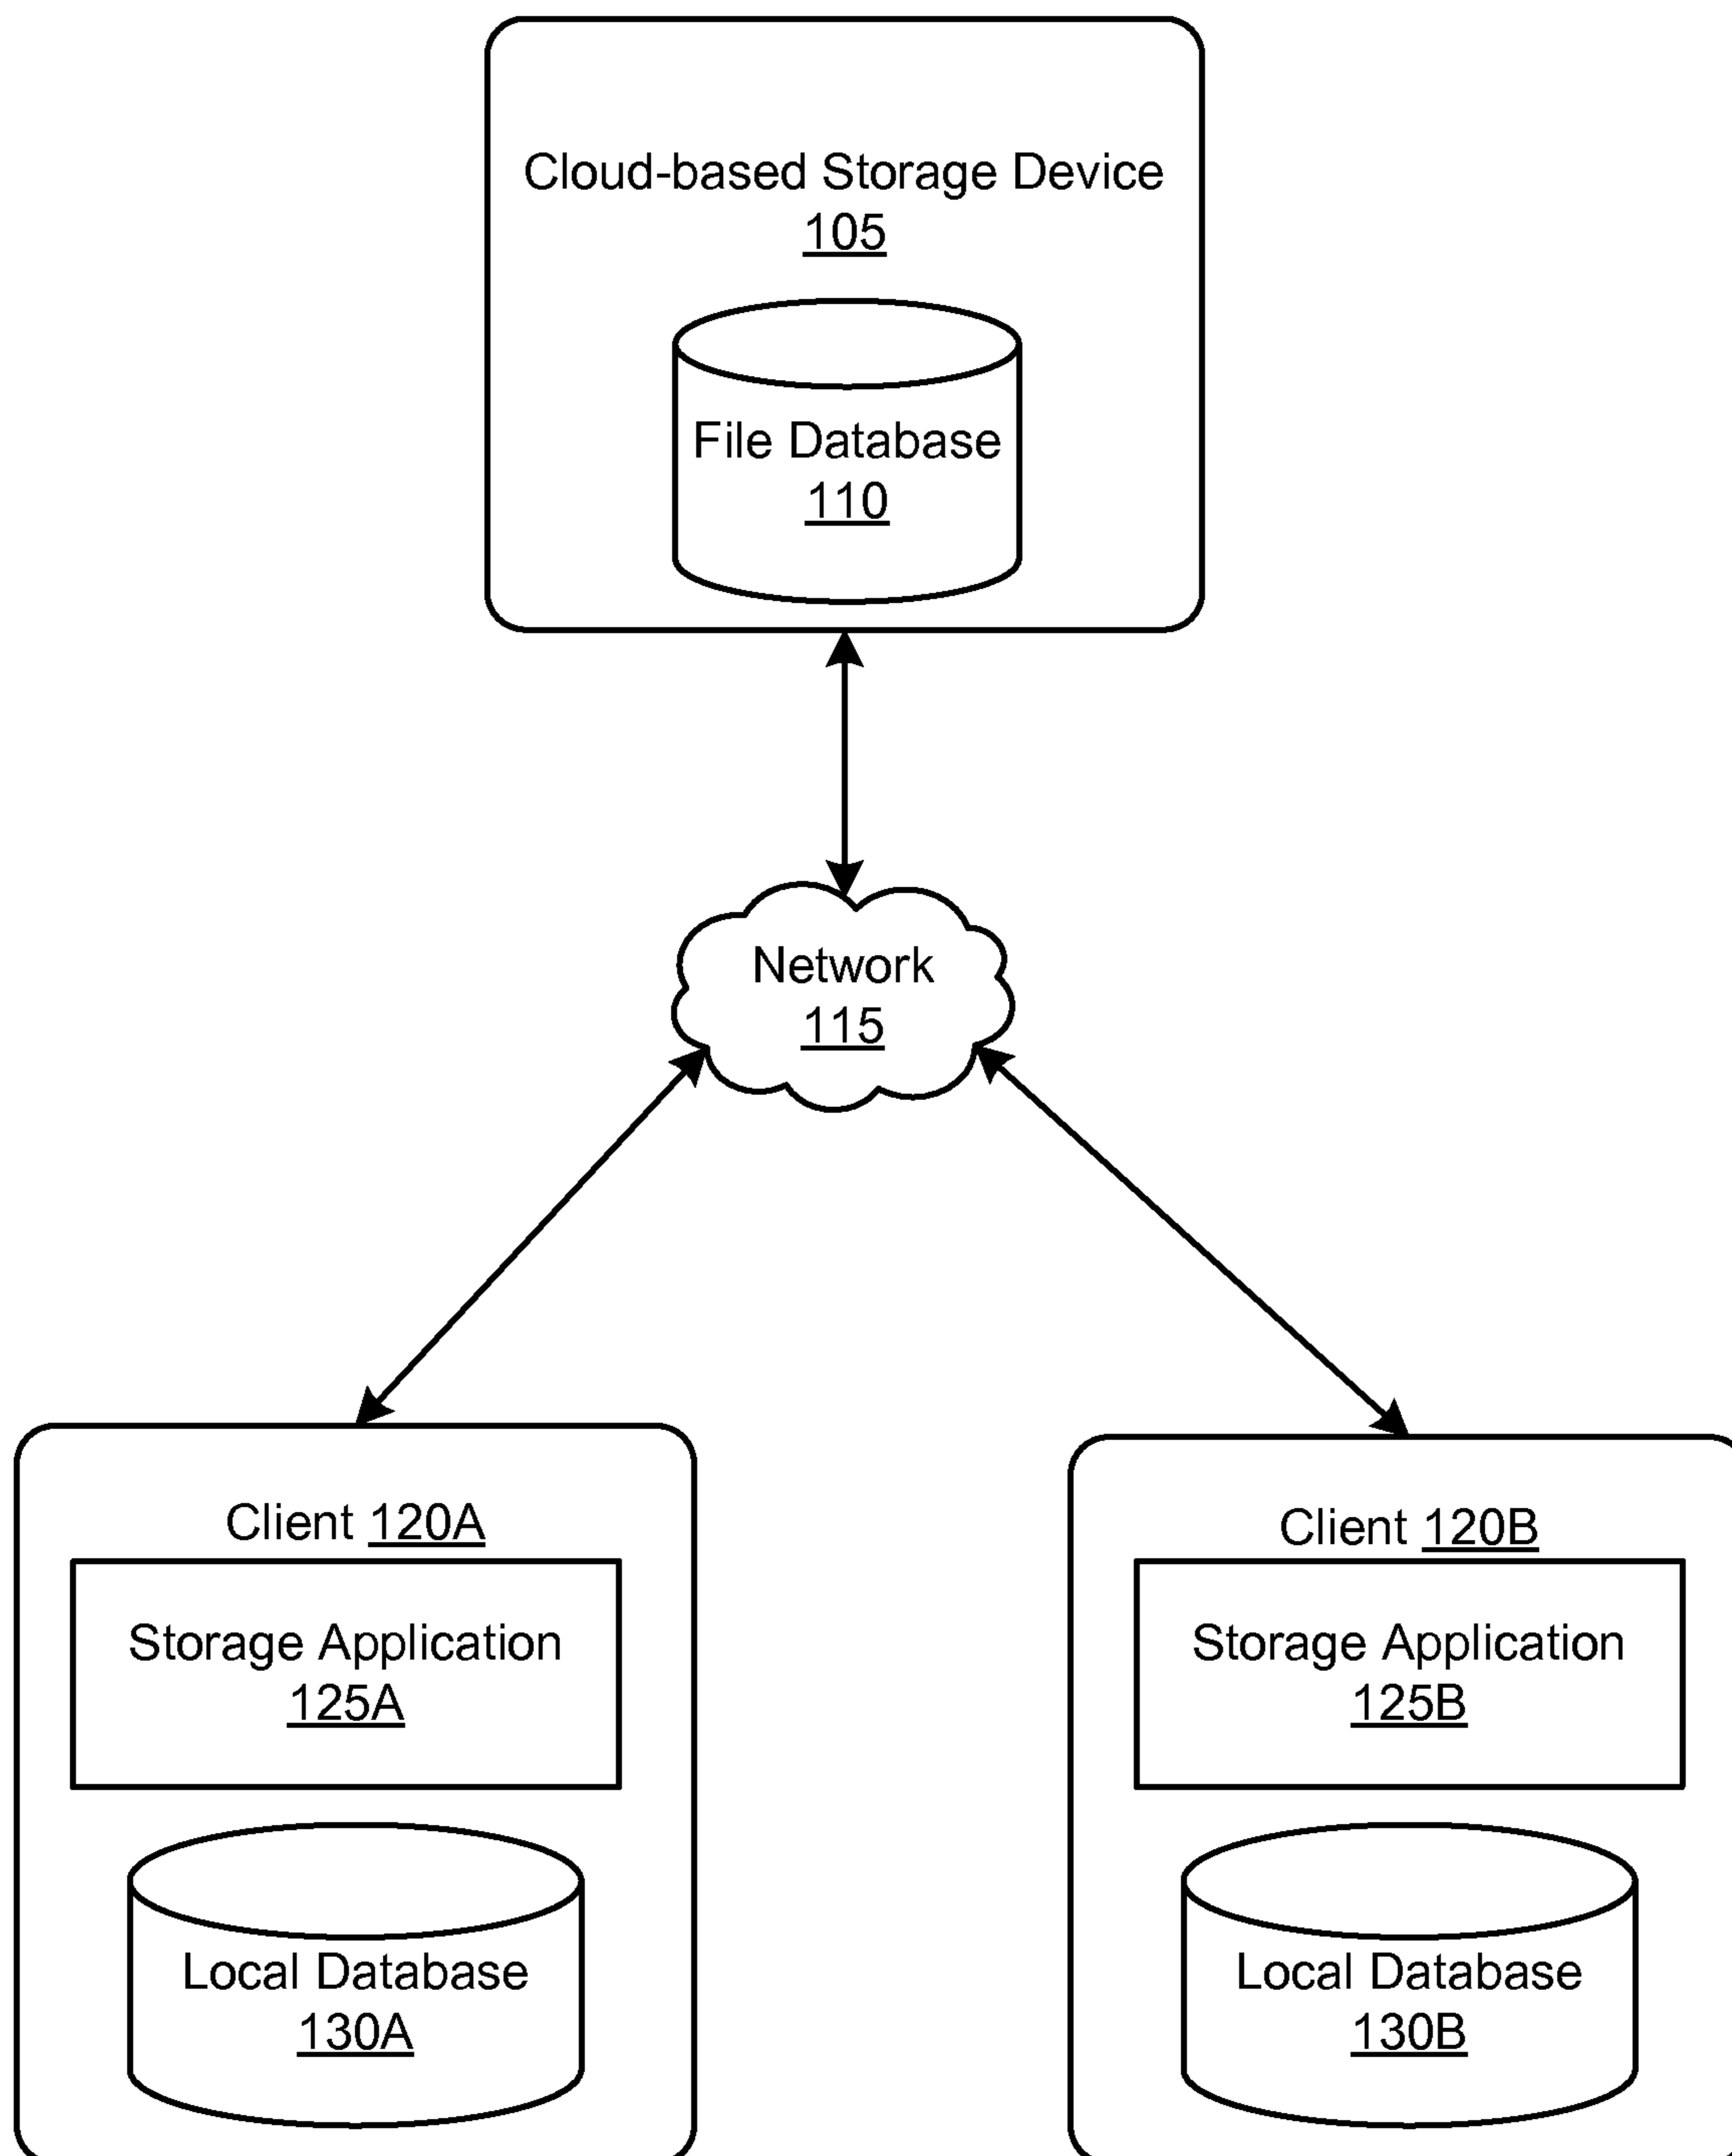 Cloud-based Storage Device
105
File Database
110
Network
115
Client 120A
Storage Application
125A
Local Database
130A
Client 120B
Storage Application
125B
Local Database
130B